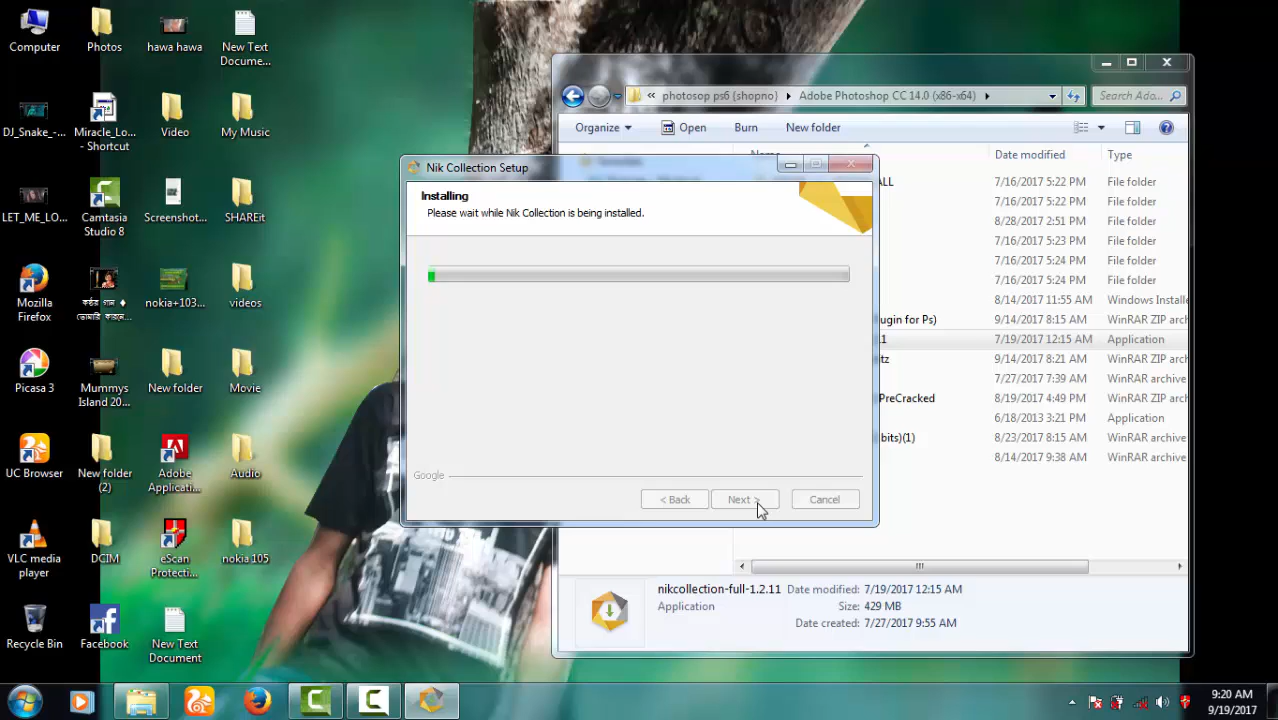 Computer
Photos
hawa hawa
New Text
Docume...
DJ_Snake_-...
Miracle_Lo...
- Shortcut
Video
My Music
LET_ME_LO...
Camtasia
Studio 8
Screenshot...
SHAREit
Mozilla
Firefox
nokia+103...
videos
Picasa 3
Mummys
Island 20...
New folder
Movie
UC Browser
New folder
(2)
Adobe
Applicati...
Audio
VLC media
player
DCIM
eScan
Protecti...
nokia 105
Recycle Bin
Facebook
New Text
Document
« photosop ps6 (shopno) ▸ Adobe Photoshop CC 14.0 (x86-x64) ▸
Search Ado...
Organize
Open
Burn
New folder
Date modified
Type
ALL 7/16/2017 5:22 PM File folder
7/16/2017 5:22 PM File folder
8/28/2017 2:51 PM File folder
7/16/2017 5:23 PM File folder
7/16/2017 5:24 PM File folder
7/16/2017 5:24 PM File folder
8/14/2017 11:55 AM Windows Installe
ugin for Ps) 9/14/2017 8:15 AM WinRAR ZIP arch
1 7/19/2017 12:15 AM Application
tz 9/14/2017 8:21 AM WinRAR ZIP arch
7/27/2017 7:39 AM WinRAR archive
PreCracked 8/19/2017 4:49 PM WinRAR ZIP arch
6/18/2013 3:21 PM Application
bits)(1) 8/23/2017 8:15 AM WinRAR archive
8/14/2017 9:38 AM WinRAR archive
Nik Collection Setup
Installing
Please wait while Nik Collection is being installed.
Google
< Back
Next >
Cancel
nikcollection-full-1.2.11 Date modified: 7/19/2017 12:15 AM
Application Size: 429 MB
Date created: 7/27/2017 9:55 AM
9:20 AM
9/19/2017